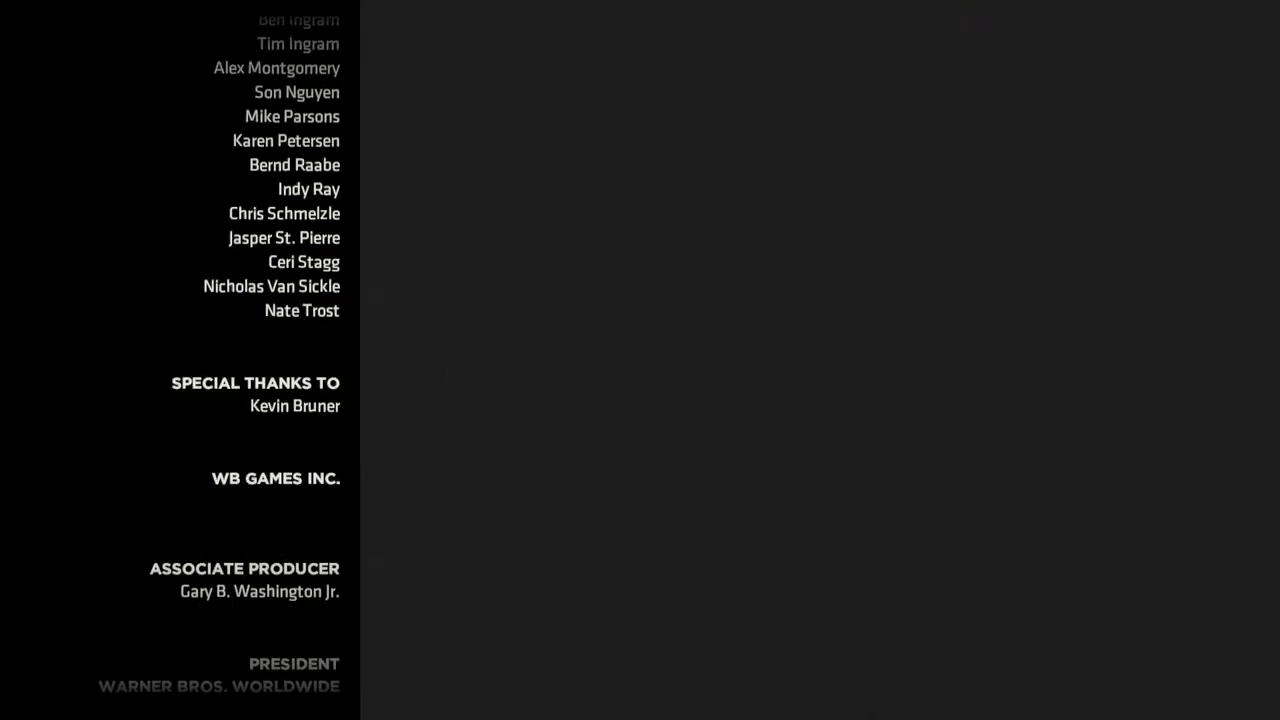 Ben Ingram
Tim Ingram
Alex Montgomery
Son Nguyen
Mike Parsons
Karen Petersen
Bernd Raabe
Indy Ray
Chris Schmelzle
Jasper St. Pierre
Ceri Stagg
Nicholas Van Sickle
Nate Trost
SPECIAL THANKS TO
Kevin Bruner
WB GAMES INC.
ASSOCIATE PRODUCER
Gary B. Washington Jr.
PRESIDENT
WARNER BROS. WORLDWIDE